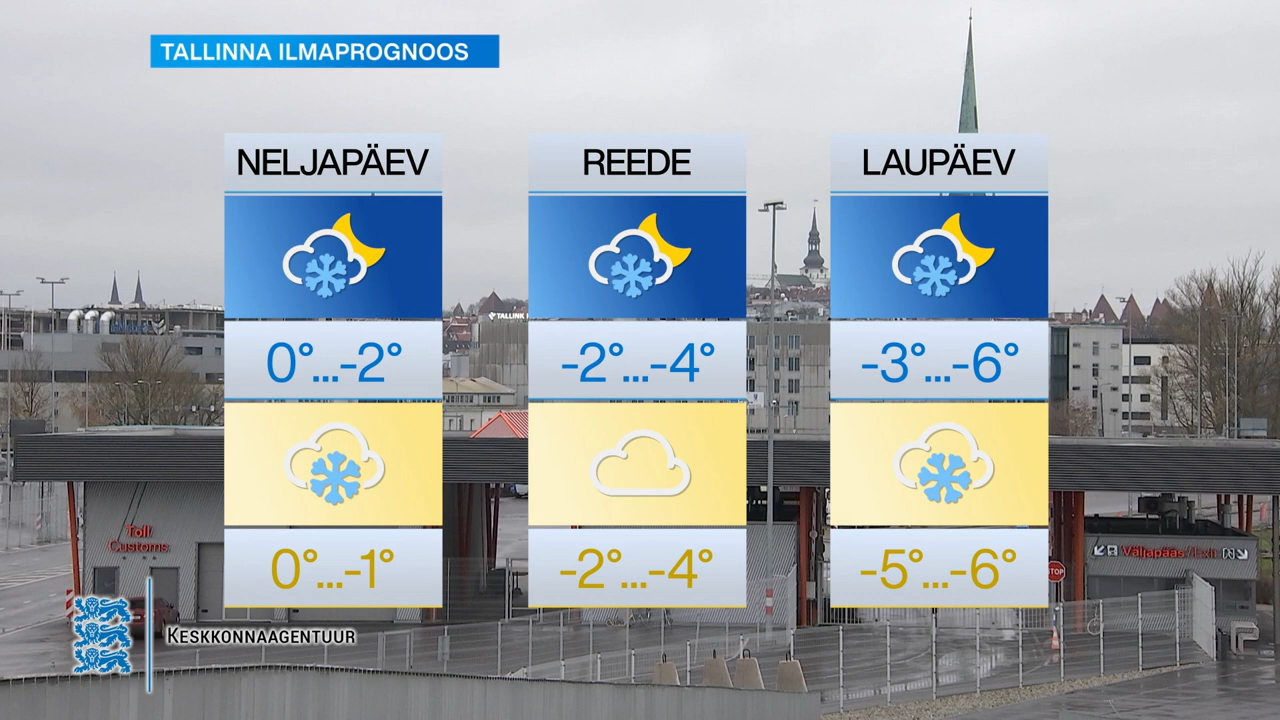 TALLINNA ILMAPROGNOOS
NELJAPÄEV
0°...-2°
0°...-1°
REEDE
-2°...-4°
-2°...-4°
LAUPÄEV
-3°...-6°
-5°...-6°
TALLINK
Toll/
Customs
Väljapääs/Exit
STOP
KESKKONNAAGENTUUR